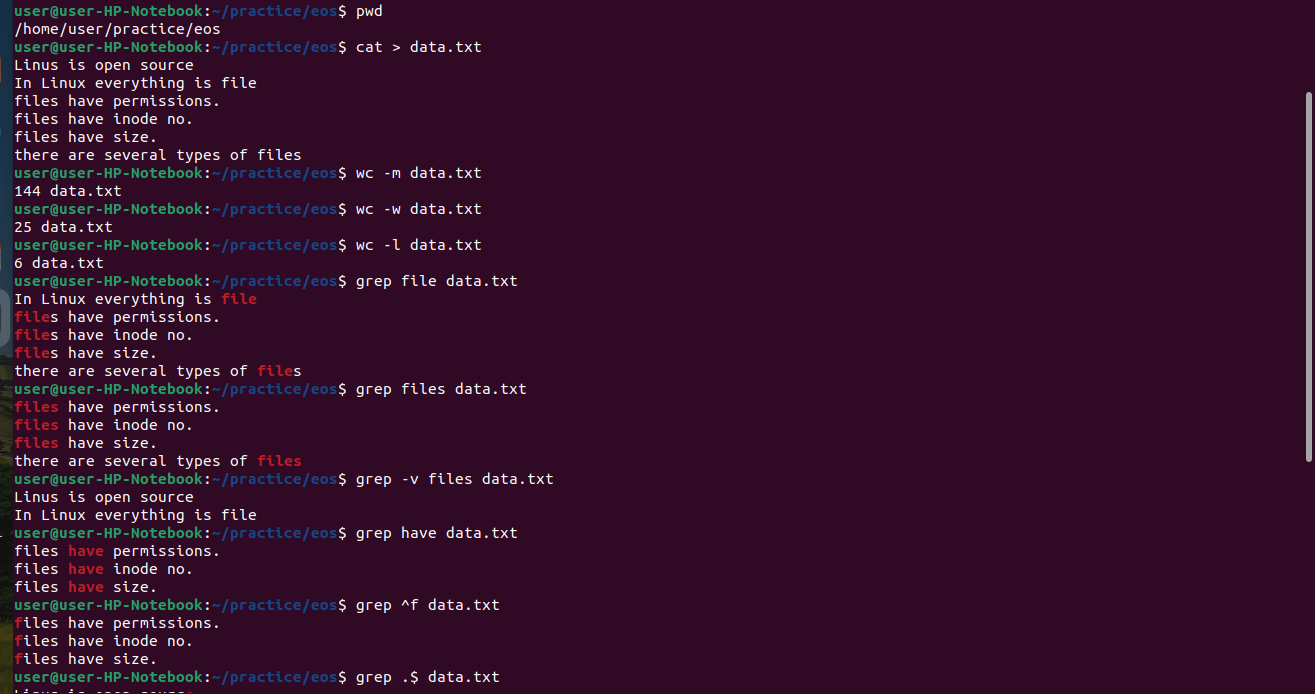 user@user-HP-Notebook:~/practice/eos$ pwd
/home/user/practice/eos
user@user-HP-Notebook:~/practice/eos$ cat > data.txt
Linus is open source
In Linux everything is file
files have permissions.
files have inode no.
files have size.
there are several types of files
user@user-HP-Notebook:~/practice/eos$ wc -m data.txt
144 data.txt
user@user-HP-Notebook:~/practice/eos$ wc -w data.txt
25 data.txt
user@user-HP-Notebook:~/practice/eos$ wc -l data.txt
6 data.txt
user@user-HP-Notebook:~/practice/eos$ grep file data.txt
In Linux everything is file
files have permissions.
files have inode no.
files have size.
there are several types of files
user@user-HP-Notebook:~/practice/eos$ grep files data.txt
files have permissions.
files have inode no.
files have size.
there are several types of files
user@user-HP-Notebook:~/practice/eos$ grep -v files data.txt
Linus is open source
In Linux everything is file
user@user-HP-Notebook:~/practice/eos$ grep have data.txt
files have permissions.
files have inode no.
files have size.
user@user-HP-Notebook:~/practice/eos$ grep ^f data.txt
files have permissions.
files have inode no.
files have size.
user@user-HP-Notebook:~/practice/eos$ grep .$ data.txt